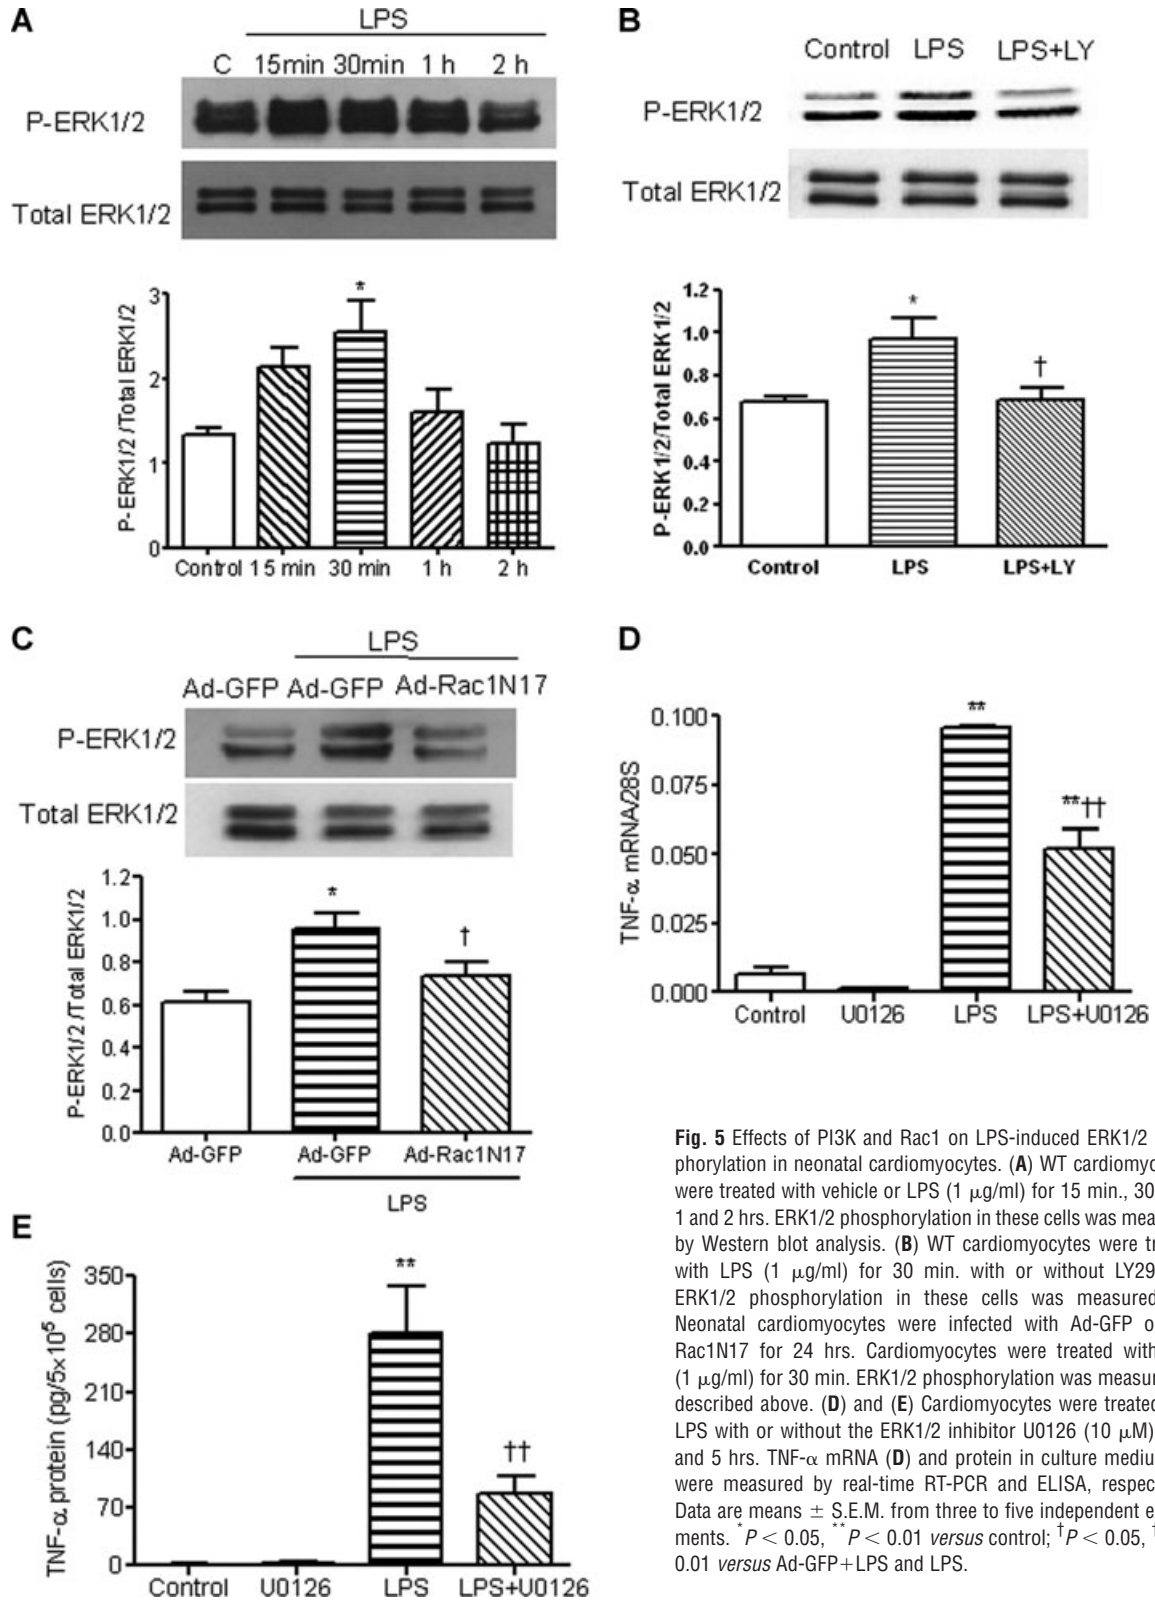 A
LPS
C 15min 30min 1 h 2 h
P-ERK1/2
Total ERK1/2
P-ERK1/2 /Total ERK1/2
3
2
1
0
*
Control 15 min 30 min 1 h 2 h
B
Control LPS LPS+LY
P-ERK1/2
Total ERK1/2
P-ERK1/2/Total ERK1/2
1.2
1.0
0.8
0.6
0.4
0.2
0.0
*
†
Control LPS LPS+LY
C
LPS
Ad-GFP Ad-GFP Ad-Rac1N17
P-ERK1/2
Total ERK1/2
P-ERK1/2 /Total ERK1/2
1.2
1.0
0.8
0.6
0.4
0.2
0.0
*
†
Ad-GFP Ad-GFP Ad-Rac1N17
LPS
D
TNF-α mRNA/28S
0.100
0.075
0.050
0.025
0.000
**
**††
Control U0126 LPS LPS+U0126
E
TNF-α protein (pg/5×10⁵ cells)
350
280
210
140
70
0
**
††
Control U0126 LPS LPS+U0126
Fig. 5 Effects of PI3K and Rac1 on LPS-induced ERK1/2
phorylation in neonatal cardiomyocytes. (A) WT cardiomyoc
were treated with vehicle or LPS (1 μg/ml) for 15 min., 30
1 and 2 hrs. ERK1/2 phosphorylation in these cells was meas
by Western blot analysis. (B) WT cardiomyocytes were tr
with LPS (1 μg/ml) for 30 min. with or without LY29
ERK1/2 phosphorylation in these cells was measured
Neonatal cardiomyocytes were infected with Ad-GFP o
Rac1N17 for 24 hrs. Cardiomyocytes were treated with
(1 μg/ml) for 30 min. ERK1/2 phosphorylation was measur
described above. (D) and (E) Cardiomyocytes were treated
LPS with or without the ERK1/2 inhibitor U0126 (10 μM)
and 5 hrs. TNF-α mRNA (D) and protein in culture mediu
were measured by real-time RT-PCR and ELISA, respec
Data are means ± S.E.M. from three to five independent e
ments. *P < 0.05, **P < 0.01 versus control; †P < 0.05, †
0.01 versus Ad-GFP+LPS and LPS.